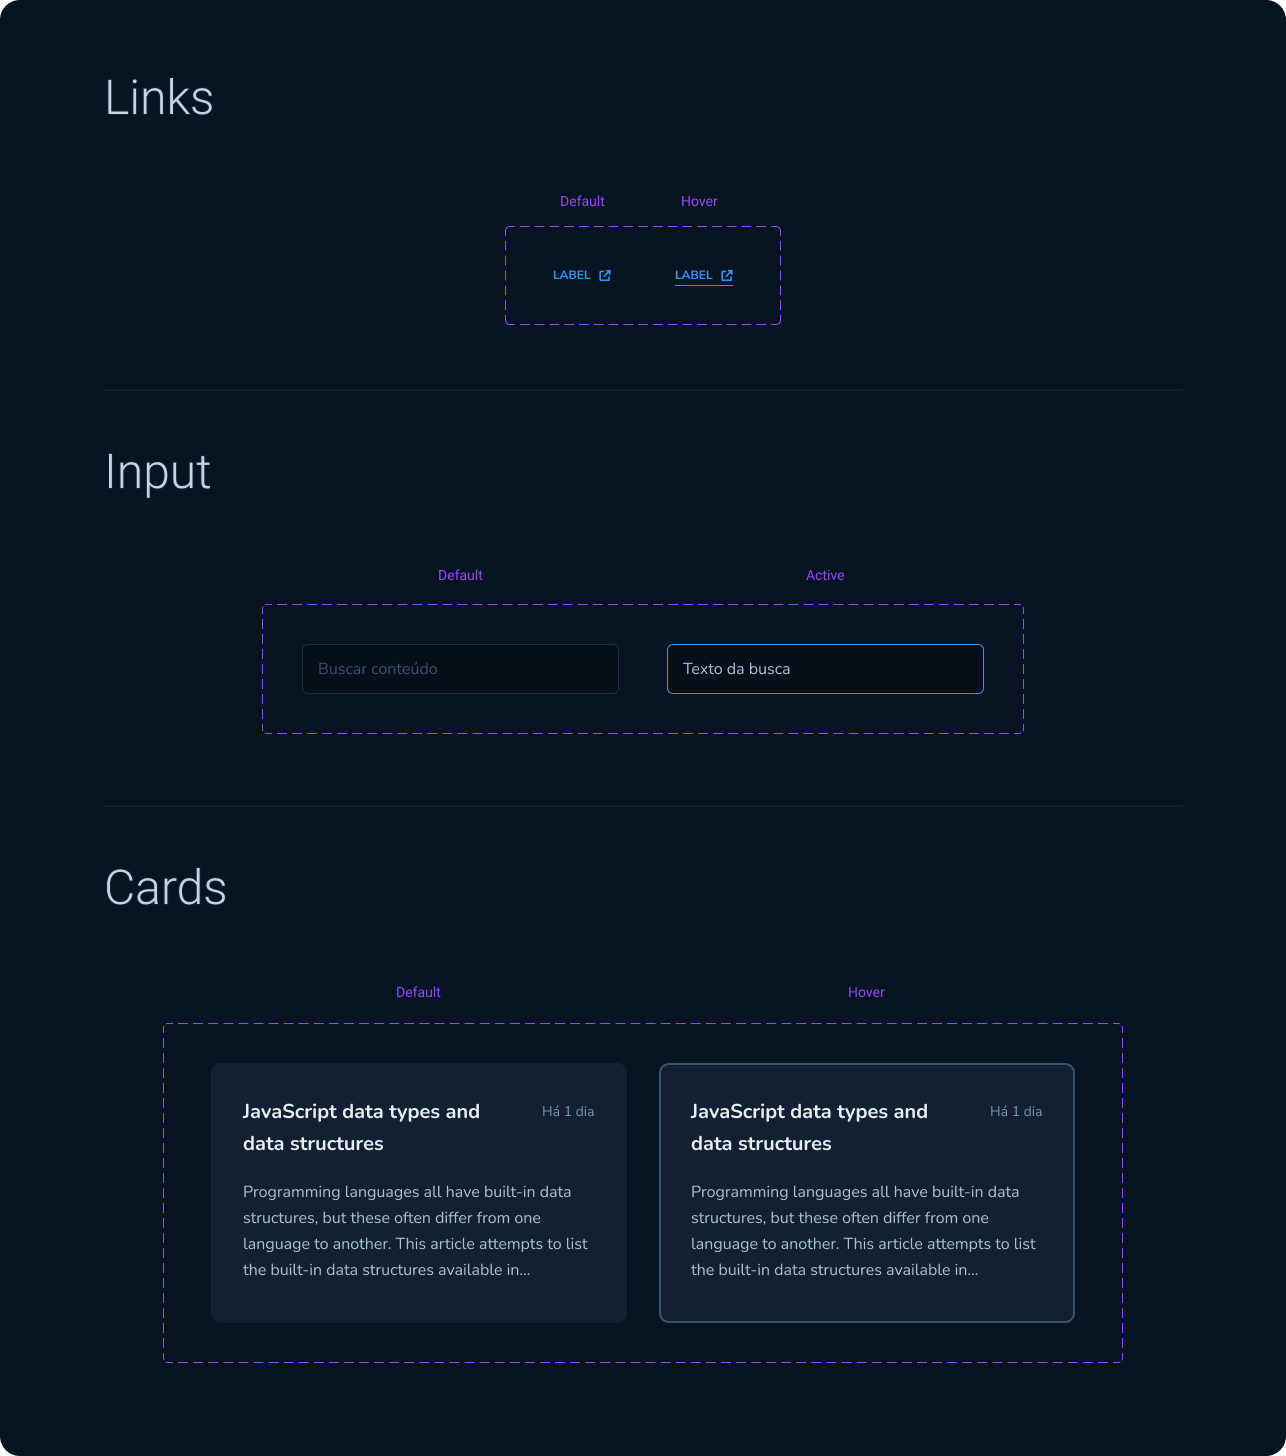 Links
Default
Hover
LABEL
LABEL
Input
Default
Active
Buscar conteúdo
Texto da busca
Cards
Default
Hover
JavaScript data types and
data structures
Há 1 dia
Programming languages all have built-in data
structures, but these often differ from one
language to another. This article attempts to list
the built-in data structures available in...
JavaScript data types and
data structures
Há 1 dia
Programming languages all have built-in data
structures, but these often differ from one
language to another. This article attempts to list
the built-in data structures available in...